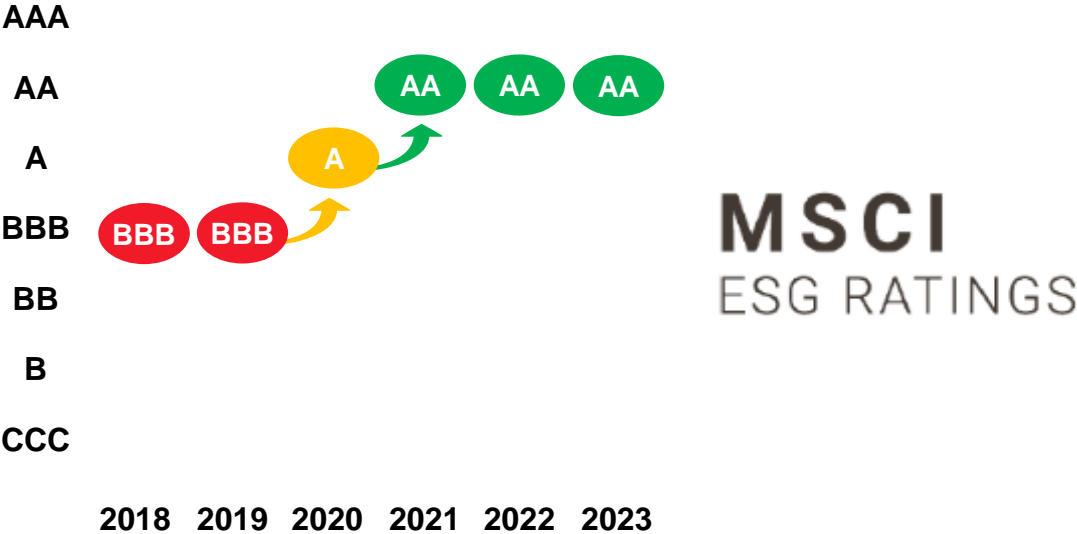 AAA
AA AA AA AA
A A
BBB BBB BBB
BB
B
CCC
2018 2019 2020 2021 2022 2023
MSCI
ESG RATINGS